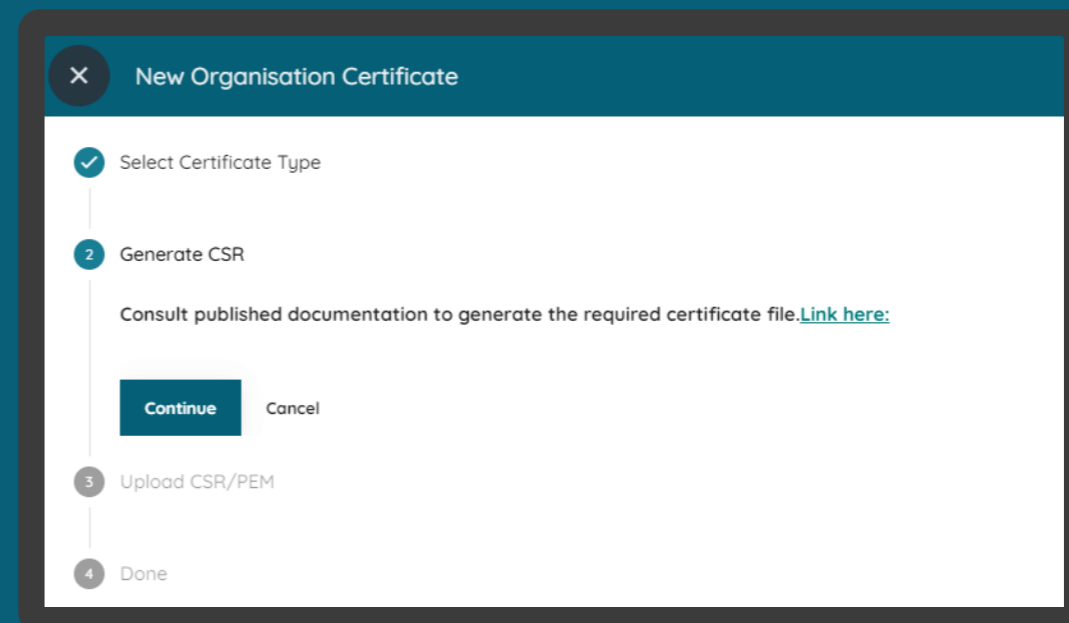 New Organisation Certificate
Select Certificate Type
2 Generate CSR
Consult published documentation to generate the required certificate file.Link here:
Continue Cancel
3 Upload CSR/PEM
4 Done